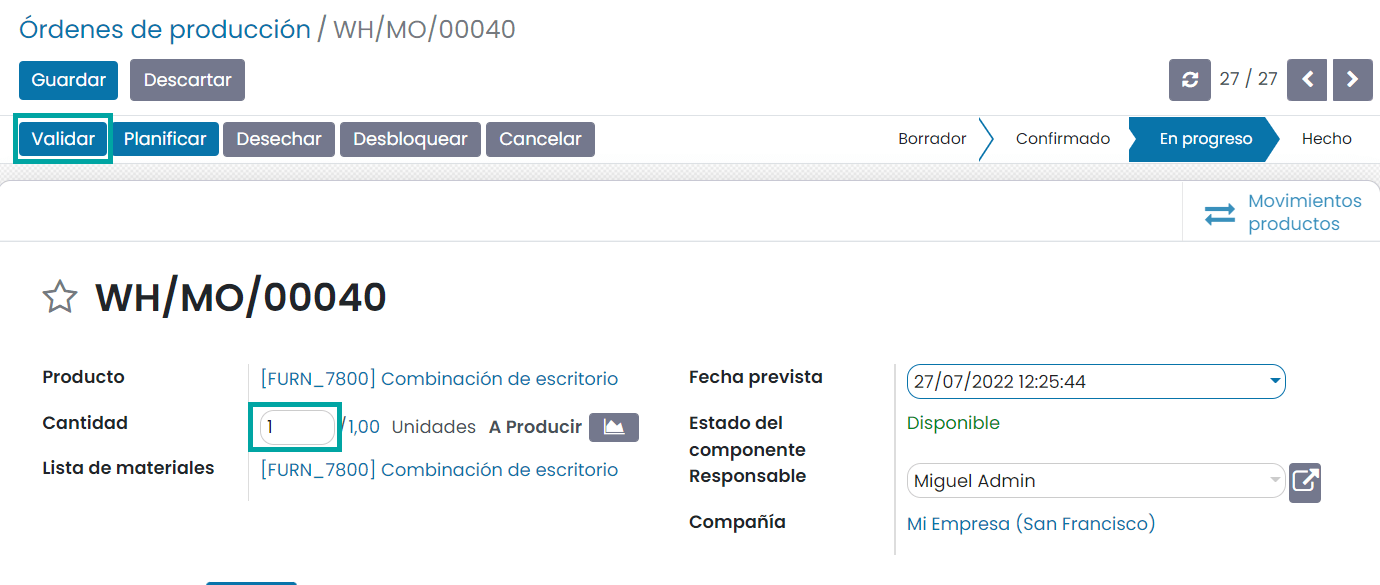 Órdenes de producción / WH/MO/00040
Guardar Descartar 27 / 27
Validar Planificar Desechar Desbloquear Cancelar Borrador Confirmado En progreso Hecho
Movimientos
productos
WH/MO/00040
Producto [FURN_7800] Combinación de escritorio
Cantidad 1 /1,00 Unidades A Producir
Lista de materiales [FURN_7800] Combinación de escritorio
Fecha prevista 27/07/2022 12:25:44
Estado del Disponible
componente
Responsable Miguel Admin
Compañía Mi Empresa (San Francisco)